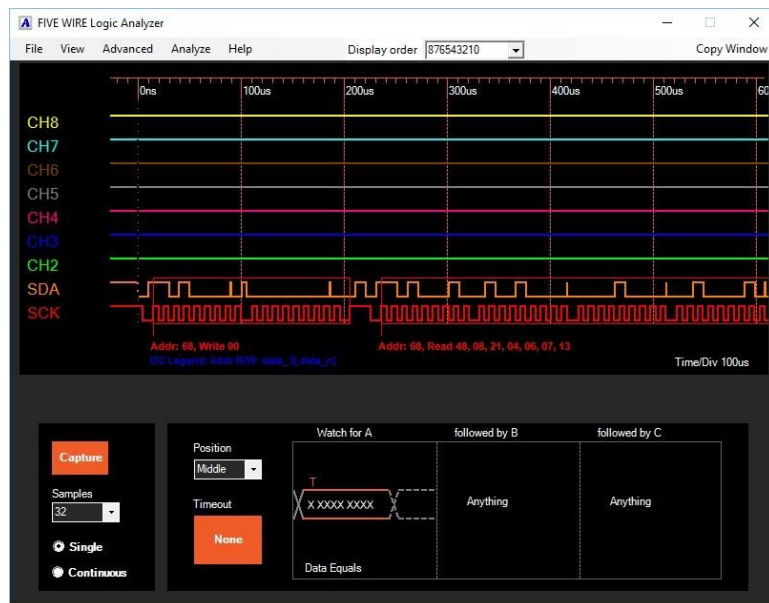 FIVE WIRE Logic Analyzer
File View Advanced Analyze Help Display order 876543210 Copy Window
0ns 100us 200us 300us 400us 500us 60
CH8
CH7
CH6
CH5
CH4
CH3
CH2
SDA
SCK
Addr: 68, Write 00 Addr: 68, Read 48, 08, 21, 04, 06, 07, 13
I2C Legend: Addr R/W: data_1[ data_n]
Time/Div 100us
Capture
Samples
32
Single
Continuous
Position
Middle
Timeout
None
Watch for A followed by B followed by C
T
X XXXX XXXX Anything Anything
Data Equals